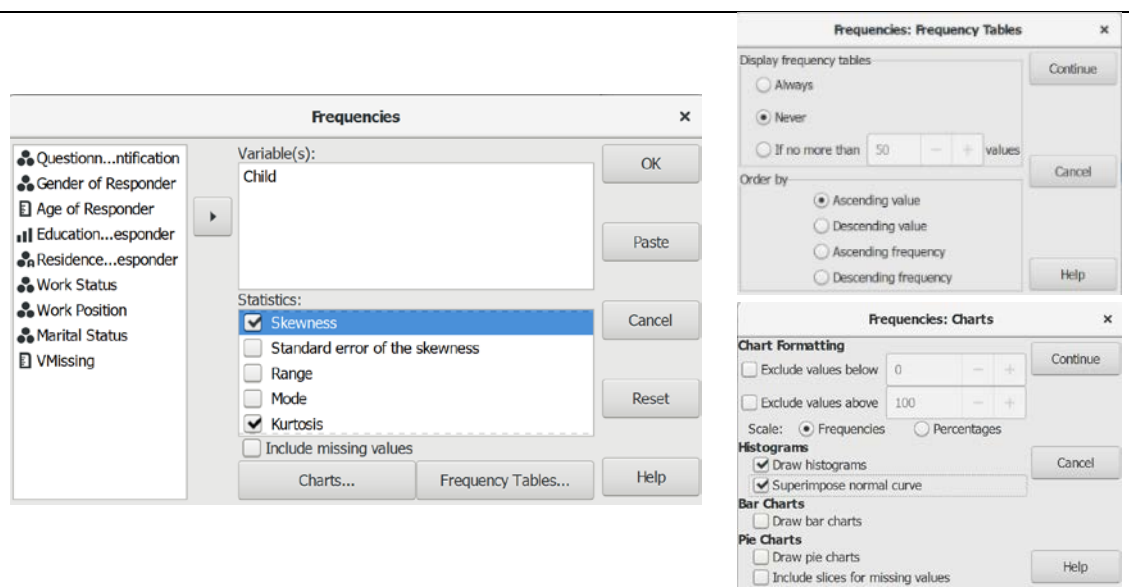 Frequencies ×
Questionn...ntification
Gender of Responder
Age of Responder
Education...esponder
Residence...esponder
Work Status
Work Position
Marital Status
VMissing
Variable(s):
Child
Statistics:
Skewness
Standard error of the skewness
Range
Mode
Kurtosis
Include missing values
Charts... Frequency Tables...
OK
Paste
Cancel
Reset
Help
Frequencies: Frequency Tables ×
Display frequency tables
Always
Never
If no more than 50 − + values
Order by
Ascending value
Descending value
Ascending frequency
Descending frequency
Continue
Cancel
Help
Frequencies: Charts ×
Chart Formatting
Exclude values below 0 − +
Exclude values above 100 − +
Scale: Frequencies Percentages
Histograms
Draw histograms
Superimpose normal curve
Bar Charts
Draw bar charts
Pie Charts
Draw pie charts
Include slices for missing values
Continue
Cancel
Help